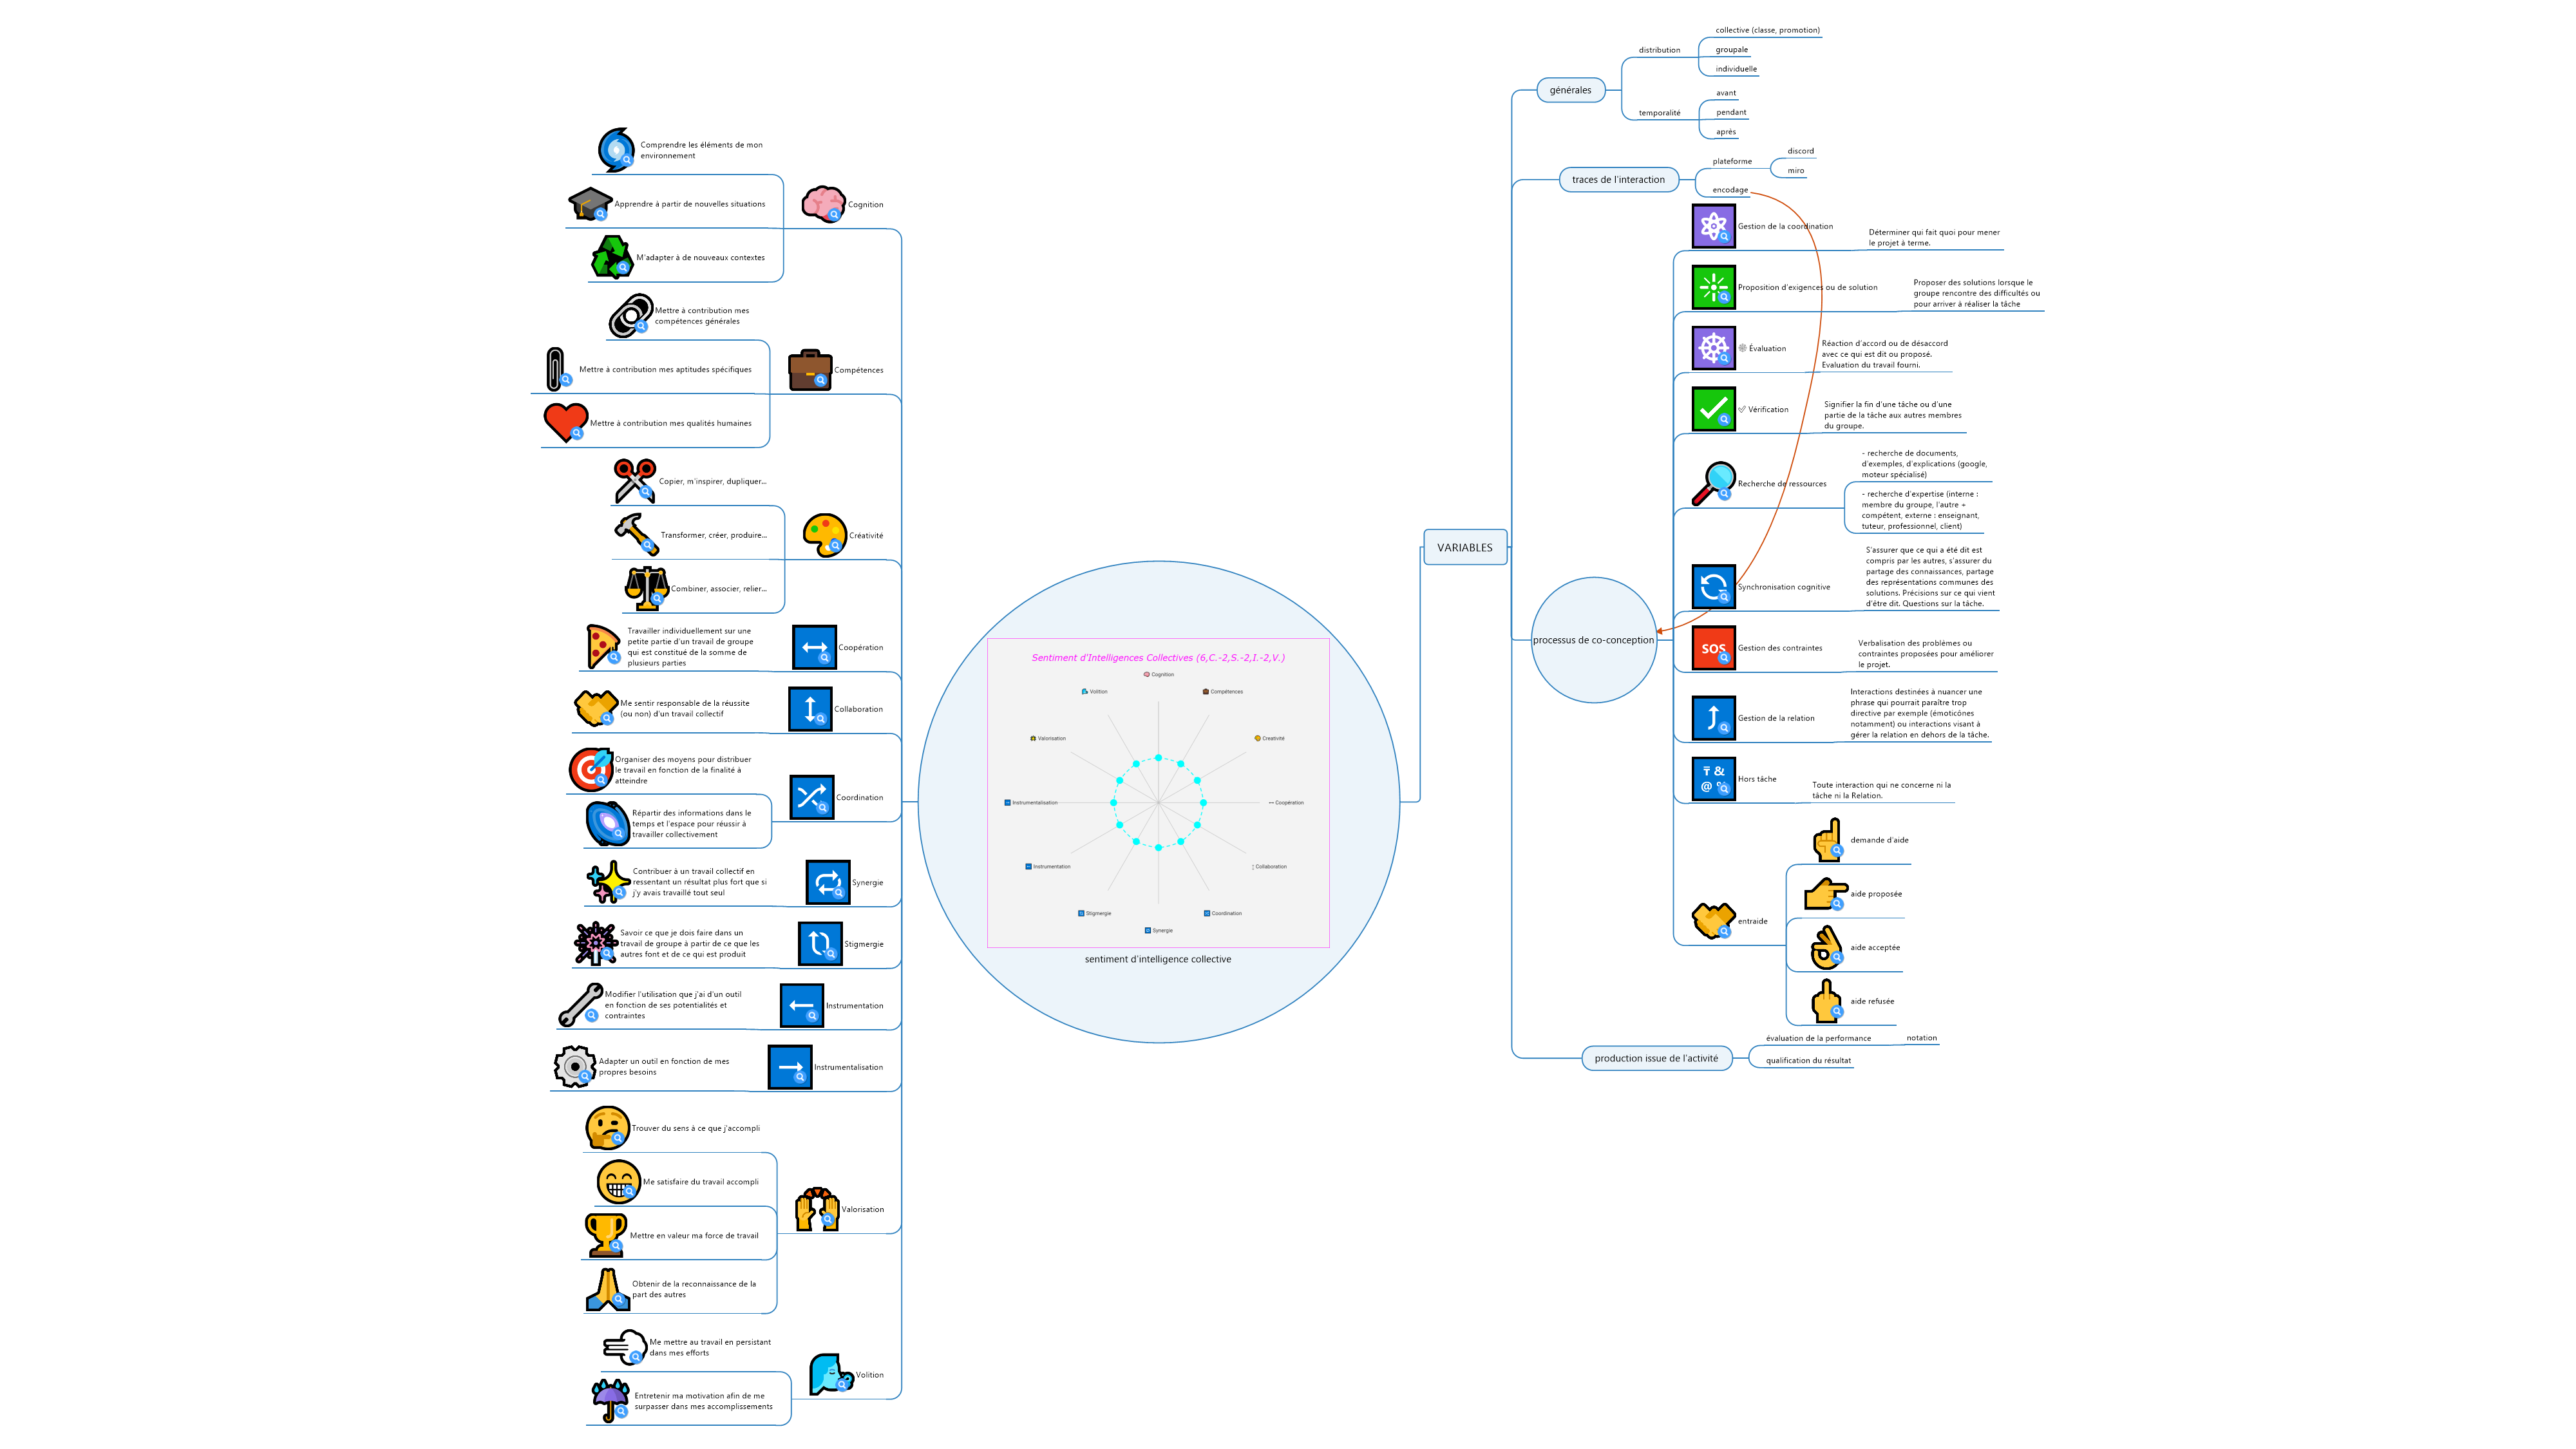 Comprendre les éléments de mon
environnement
Apprendre à partir de nouvelles situations
M'adapter à de nouveaux contextes
Cognition
Mettre à contribution mes
compétences générales
Mettre à contribution mes aptitudes spécifiques
Mettre à contribution mes qualités humaines
Compétences
Copier, m'inspirer, dupliquer...
Transformer, créer, produire...
Combiner, associer, relier...
Créativité
Travailler individuellement sur une
petite partie d'un travail de groupe
qui est constitué de la somme de
plusieurs parties
Coopération
Me sentir responsable de la réussite
(ou non) d'un travail collectif
Collaboration
Organiser des moyens pour distribuer
le travail en fonction de la finalité à
atteindre
Répartir des informations dans le
temps et l'espace pour réussir à
travailler collectivement
Coordination
Contribuer à un travail collectif en
ressentant un résultat plus fort que si
j'y avais travaillé tout seul
Synergie
Savoir ce que je dois faire dans un
travail de groupe à partir de ce que les
autres font et de ce qui est produit
Stigmergie
Modifier l'utilisation que j'ai d'un outil
en fonction de ses potentialités et
contraintes
Instrumentation
Adapter un outil en fonction de mes
propres besoins
Instrumentalisation
Trouver du sens à ce que j'accompli
Me satisfaire du travail accompli
Mettre en valeur ma force de travail
Obtenir de la reconnaissance de la
part des autres
Valorisation
Me mettre au travail en persistant
dans mes efforts
Entretenir ma motivation afin de me
surpasser dans mes accomplissements
Volition
Sentiment d'Intelligences Collectives (6,C.-2,S.-2,I.-2,V.)
Cognition
Volition
Compétences
Valorisation
Créativité
Instrumentalisation
Coopération
Instrumentation
Collaboration
Stigmergie
Coordination
Synergie
sentiment d'intelligence collective
VARIABLES
générales
distribution
collective (classe, promotion)
groupale
individuelle
temporalité
avant
pendant
aprés
traces de l'interaction
plateforme
discord
miro
encodage
processus de co-conception
Gestion de la coordination
Déterminer qui fait quoi pour mener
le projet à terme.
Proposition d'exigences ou de solution
Proposer des solutions lorsque le
groupe rencontre des difficultés ou
pour arriver à réaliser la tâche
Évaluation
Réaction d'accord ou de désaccord
avec ce qui est dit ou proposé.
Evaluation du travail fourni.
Vérification
Signifier la fin d'une tâche ou d'une
partie de la tâche aux autres membres
du groupe.
Recherche de ressources
- recherche de documents,
d'exemples, d'explications (google,
moteur spécialisé)
- recherche d'expertise (interne :
membre du groupe, l'autre +
compétent, externe : enseignant,
tuteur, professionnel, client)
Synchronisation cognitive
S'assurer que ce qui a été dit est
compris par les autres, s'assurer du
partage des connaissances, partage
des représentations communes des
solutions. Précisions sur ce qui vient
d'être dit. Questions sur la tâche.
SOS
Gestion des contraintes
Verbalisation des problèmes ou
contraintes proposées pour améliorer
le projet.
Gestion de la relation
Interactions destinées à nuancer une
phrase qui pourrait paraître trop
directive par exemple (émoticônes
notamment) ou interactions visant à
gérer la relation en dehors de la tâche.
Hors tâche
Toute interaction qui ne concerne ni la
tâche ni la Relation.
entraide
demande d'aide
aide proposée
aide acceptée
aide refusée
production issue de l'activité
évaluation de la performance
notation
qualification du résultat